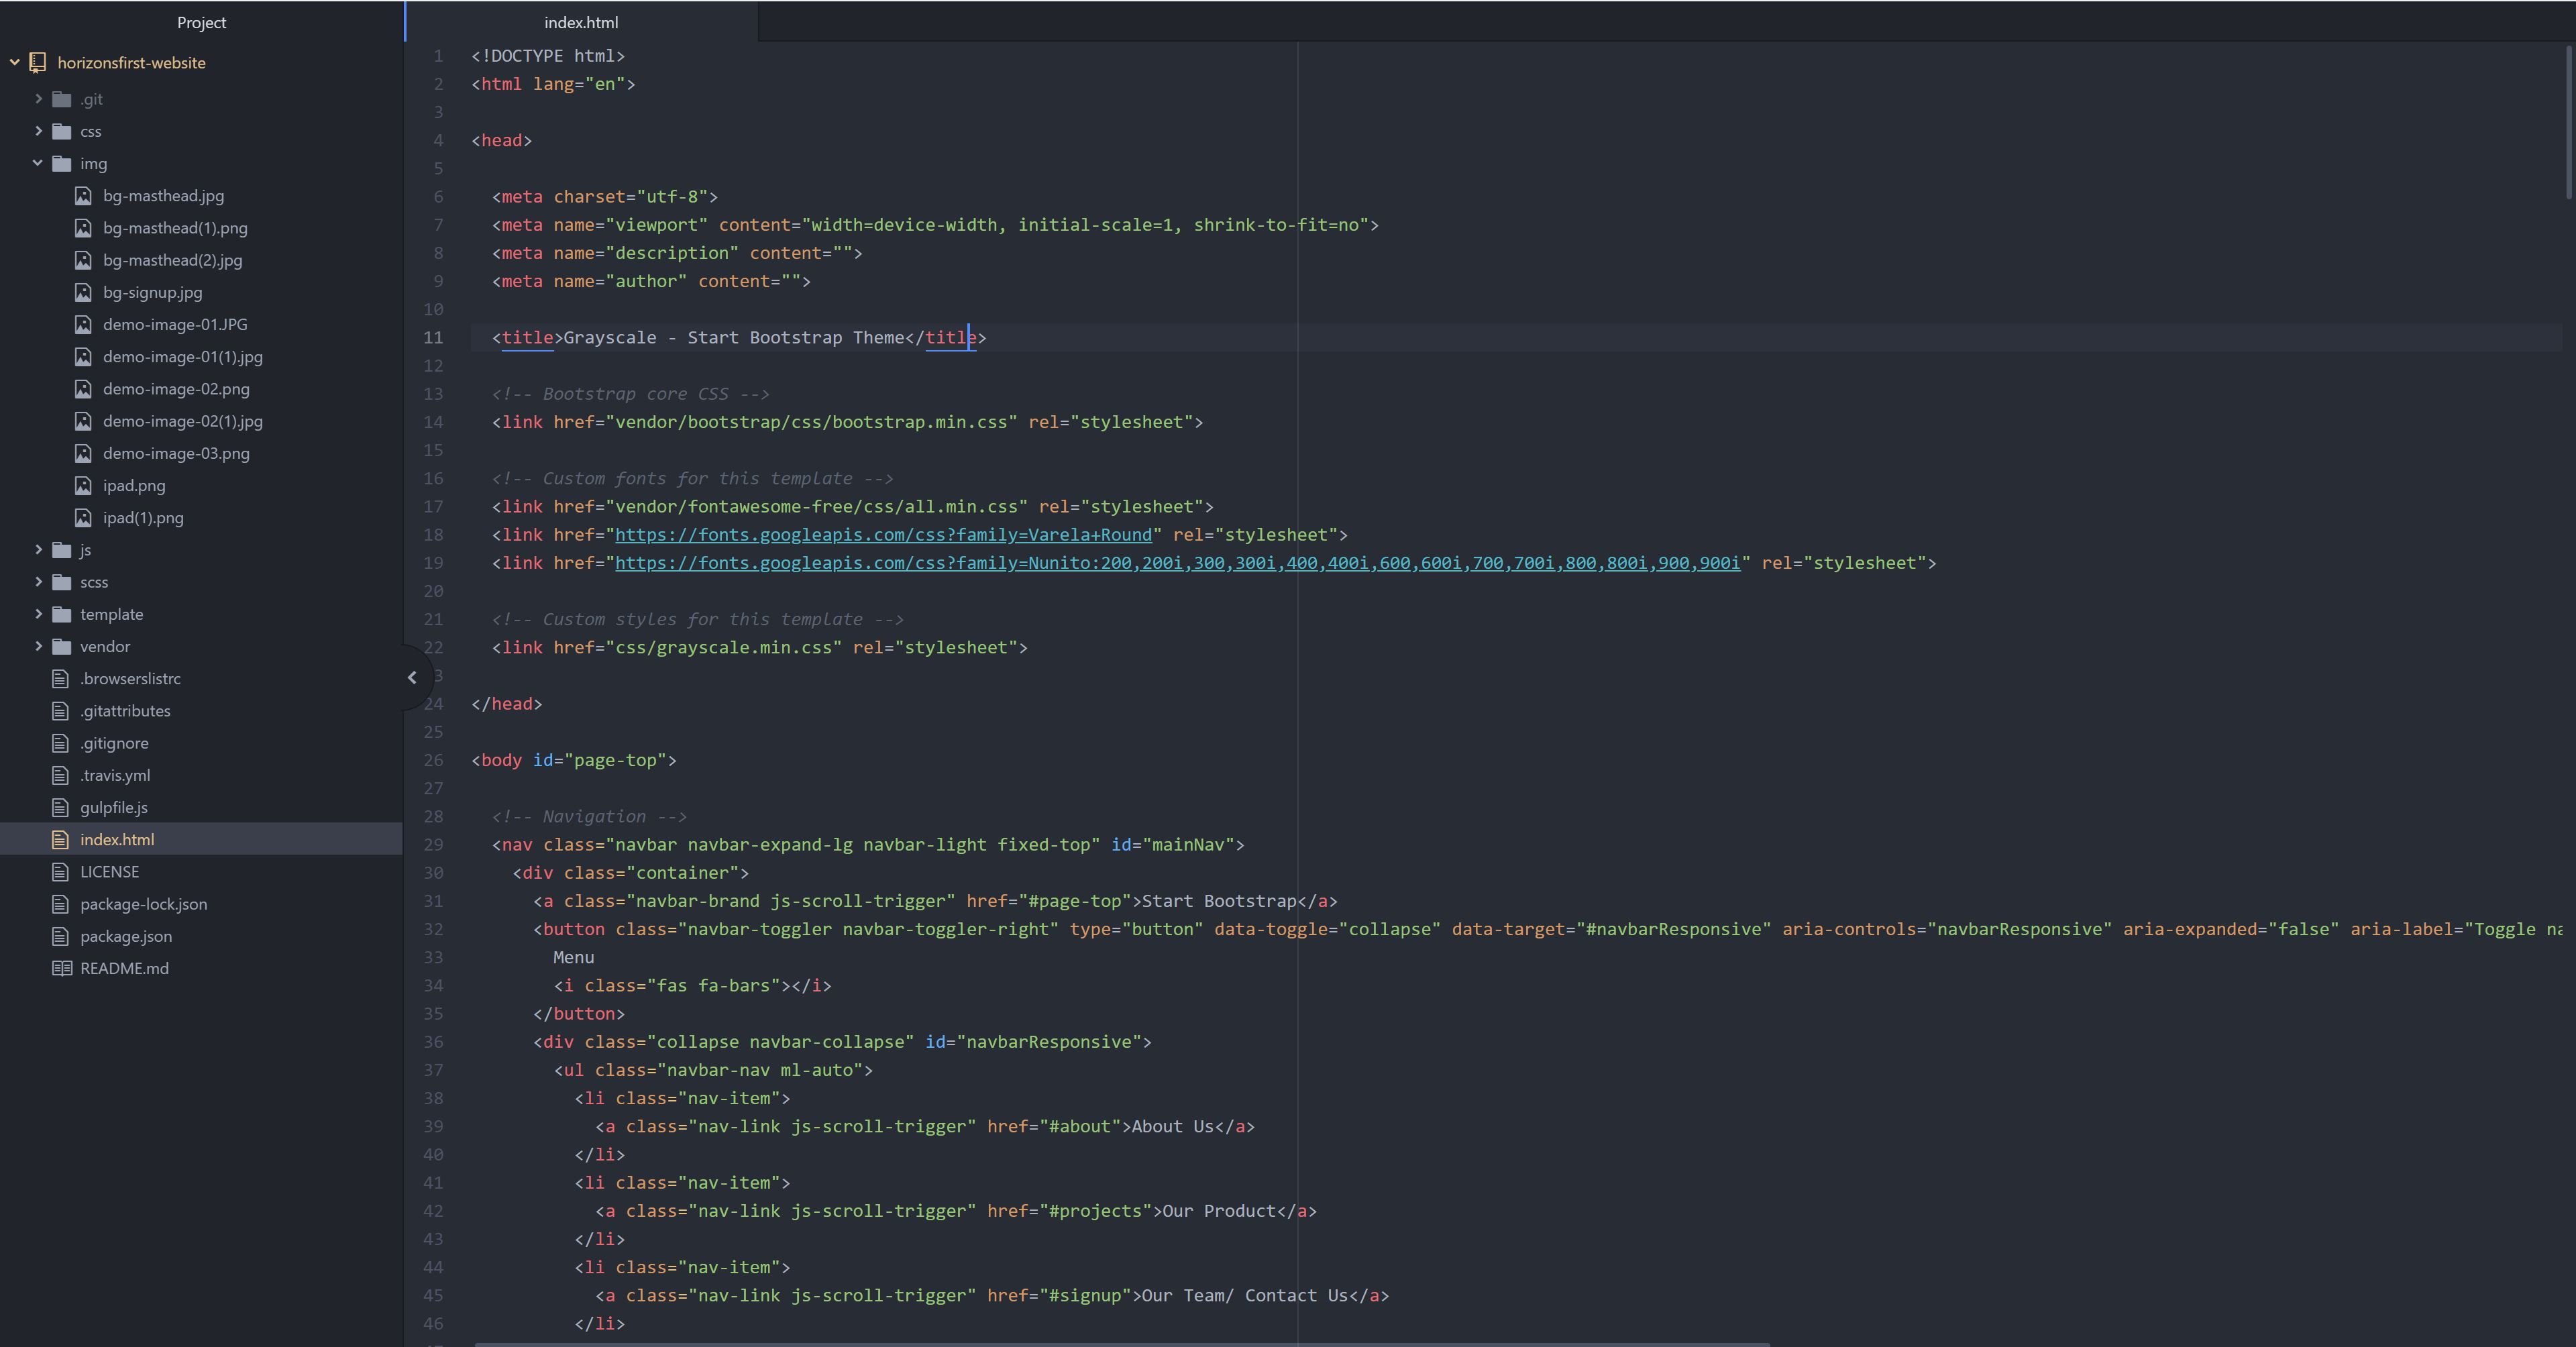 Project
horizonsfirst-website
.git
css
img
bg-masthead.jpg
bg-masthead(1).png
bg-masthead(2).jpg
bg-signup.jpg
demo-image-01.JPG
demo-image-01(1).jpg
demo-image-02.png
demo-image-02(1).jpg
demo-image-03.png
ipad.png
ipad(1).png
js
scss
template
vendor
.browserslistrc
.gitattributes
.gitignore
.travis.yml
gulpfile.js
index.html
LICENSE
package-lock.json
package.json
README.md
index.html
1 <!DOCTYPE html>
2 <html lang="en">
3
4 <head>
5
6 <meta charset="utf-8">
7 <meta name="viewport" content="width=device-width, initial-scale=1, shrink-to-fit=no">
8 <meta name="description" content="">
9 <meta name="author" content="">
10
11 <title>Grayscale - Start Bootstrap Theme</title>
12
13 <!-- Bootstrap core CSS -->
14 <link href="vendor/bootstrap/css/bootstrap.min.css" rel="stylesheet">
15
16 <!-- Custom fonts for this template -->
17 <link href="vendor/fontawesome-free/css/all.min.css" rel="stylesheet">
18 <link href="https://fonts.googleapis.com/css?family=Varela+Round" rel="stylesheet">
19 <link href="https://fonts.googleapis.com/css?family=Nunito:200,200i,300,300i,400,400i,600,600i,700,700i,800,800i,900,900i" rel="stylesheet">
20
21 <!-- Custom styles for this template -->
22 <link href="css/grayscale.min.css" rel="stylesheet">
3
24 </head>
25
26 <body id="page-top">
27
28 <!-- Navigation -->
29 <nav class="navbar navbar-expand-lg navbar-light fixed-top" id="mainNav">
30 <div class="container">
31 <a class="navbar-brand js-scroll-trigger" href="#page-top">Start Bootstrap</a>
32 <button class="navbar-toggler navbar-toggler-right" type="button" data-toggle="collapse" data-target="#navbarResponsive" aria-controls="navbarResponsive" aria-expanded="false" aria-label="Toggle na
33 Menu
34 <i class="fas fa-bars"></i>
35 </button>
36 <div class="collapse navbar-collapse" id="navbarResponsive">
37 <ul class="navbar-nav ml-auto">
38 <li class="nav-item">
39 <a class="nav-link js-scroll-trigger" href="#about">About Us</a>
40 </li>
41 <li class="nav-item">
42 <a class="nav-link js-scroll-trigger" href="#projects">Our Product</a>
43 </li>
44 <li class="nav-item">
45 <a class="nav-link js-scroll-trigger" href="#signup">Our Team/ Contact Us</a>
46 </li>